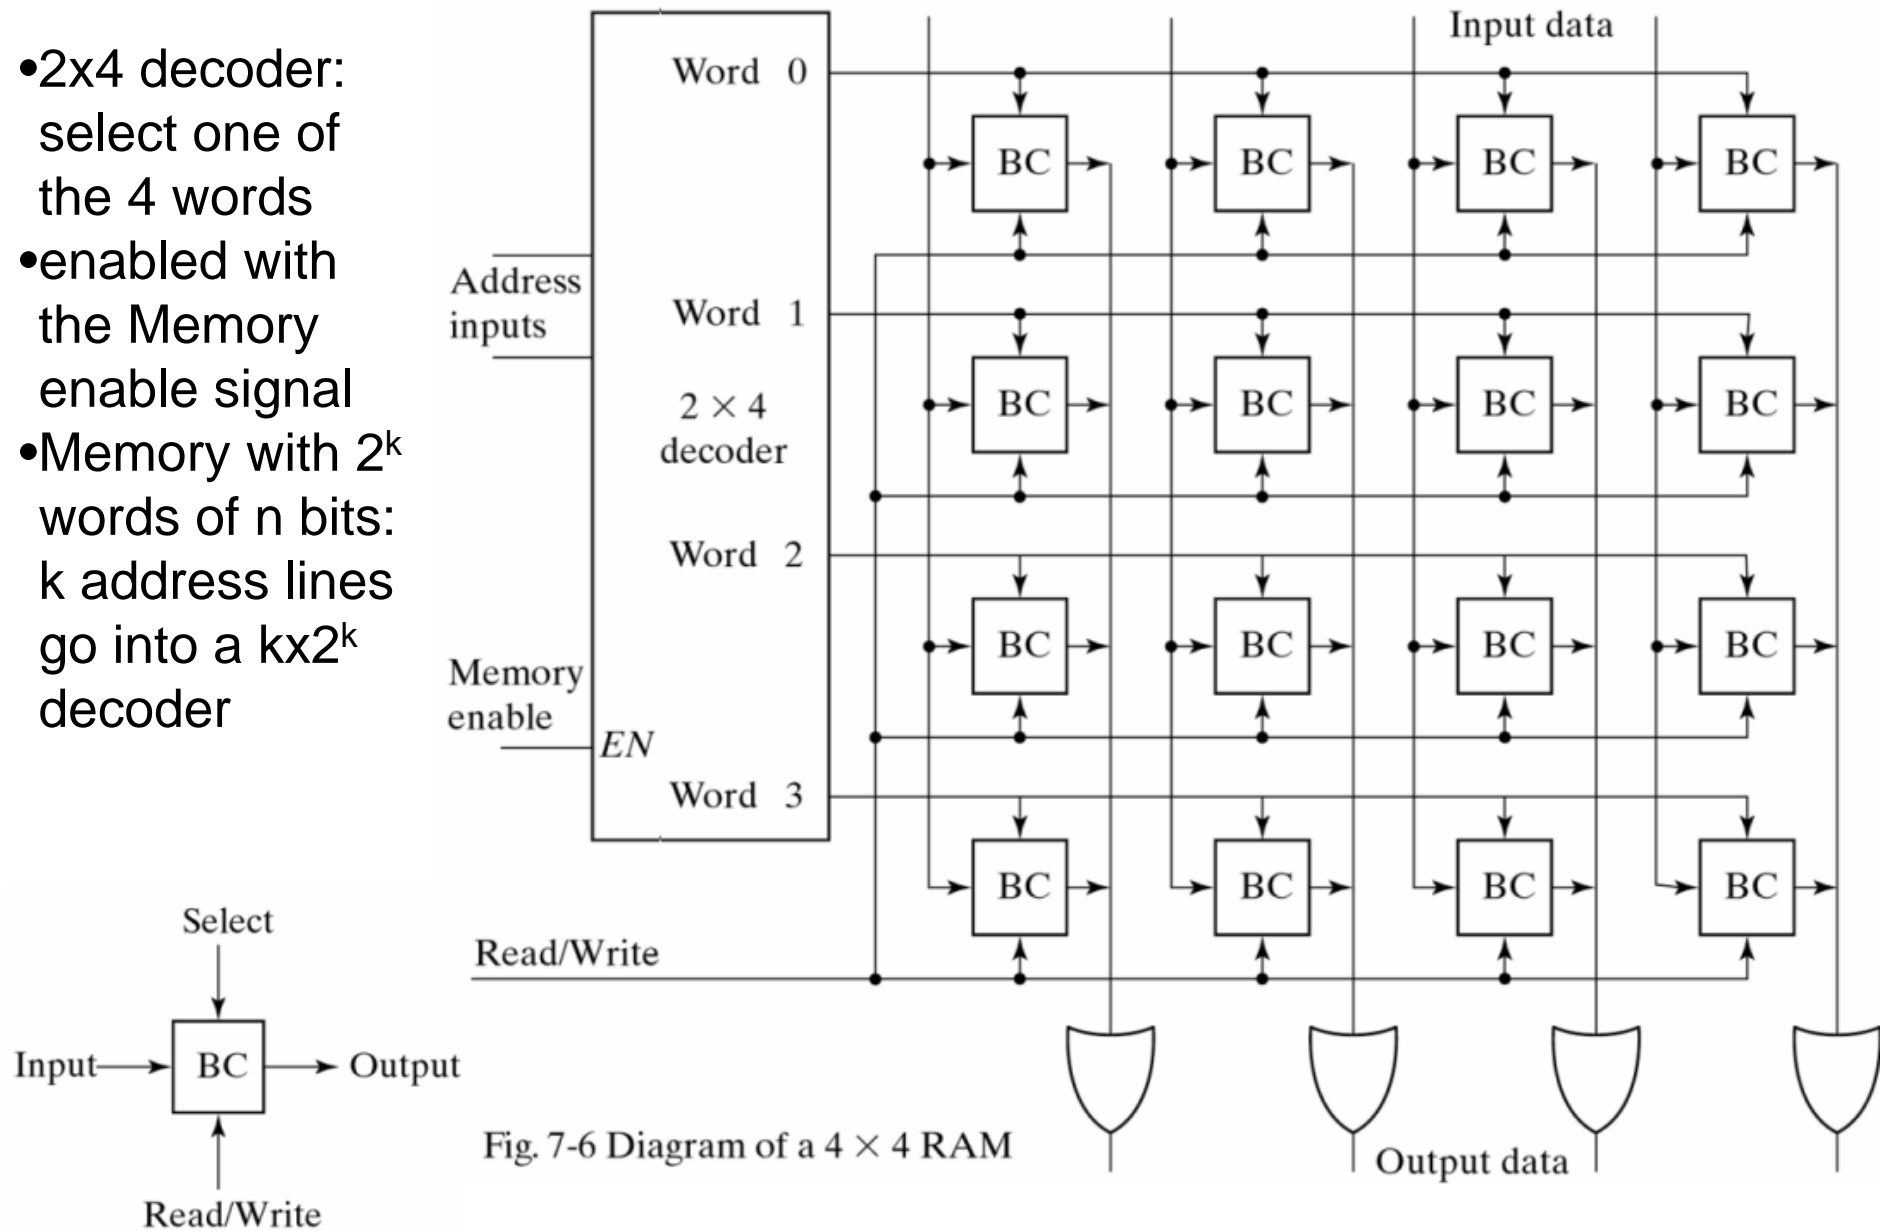 •2x4 decoder:
select one of
the 4 words
•enabled with
the Memory
enable signal
•Memory with 2ᵏ
words of n bits:
k address lines
go into a kx2ᵏ
decoder
Input data
Word 0
BC BC BC BC
Address
inputs
Word 1
BC BC BC BC
2 × 4
decoder
Word 2
BC BC BC BC
Memory
enable
EN
Word 3
BC BC BC BC
Read/Write
Select
Input BC Output
Read/Write
Fig. 7-6 Diagram of a 4 × 4 RAM
Output data